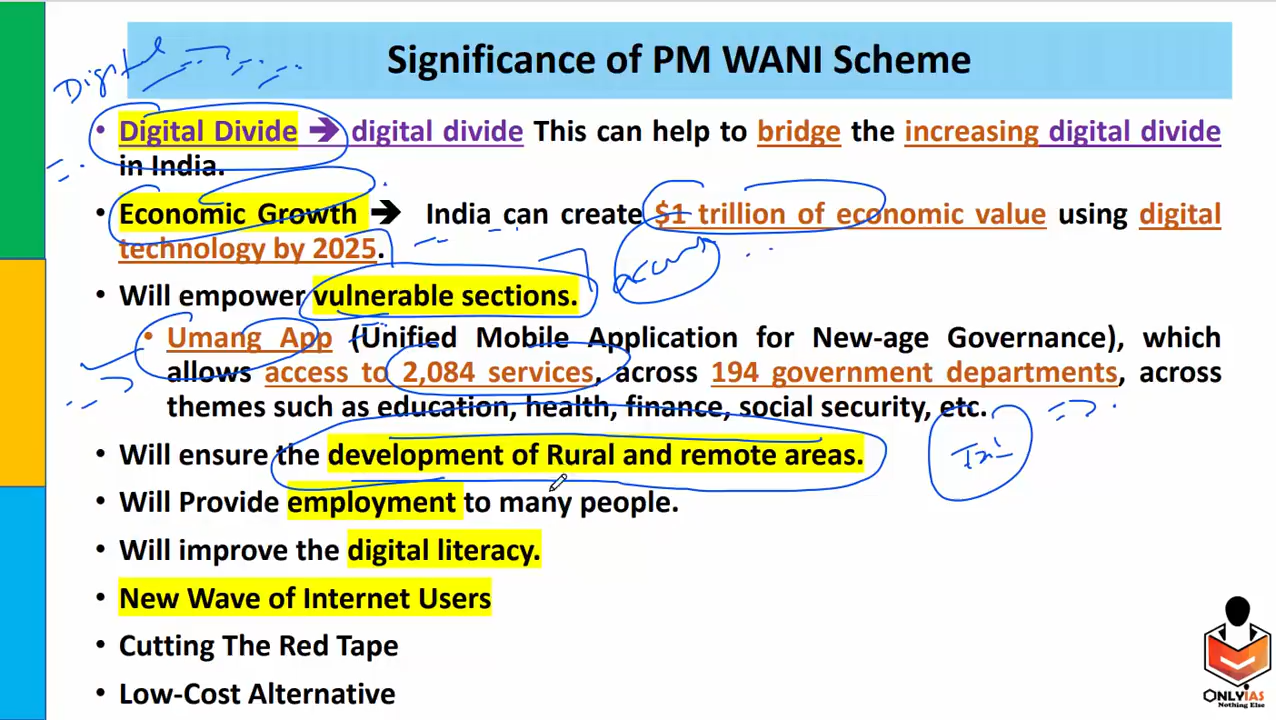 Significance of PM WANI Scheme
Digital
• Digital Divide 🡺 digital divide This can help to bridge the increasing digital divide
in India.
• Economic Growth 🡺 India can create $1 trillion of economic value using digital
technology by 2025.
• Will empower vulnerable sections.
• Umang App (Unified Mobile Application for New-age Governance), which
allows access to 2,084 services, across 194 government departments, across
themes such as education, health, finance, social security, etc.
• Will ensure the development of Rural and remote areas.
• Will Provide employment to many people.
• Will improve the digital literacy.
• New Wave of Internet Users
• Cutting The Red Tape
• Low-Cost Alternative
ONLYIAS
Nothing Else